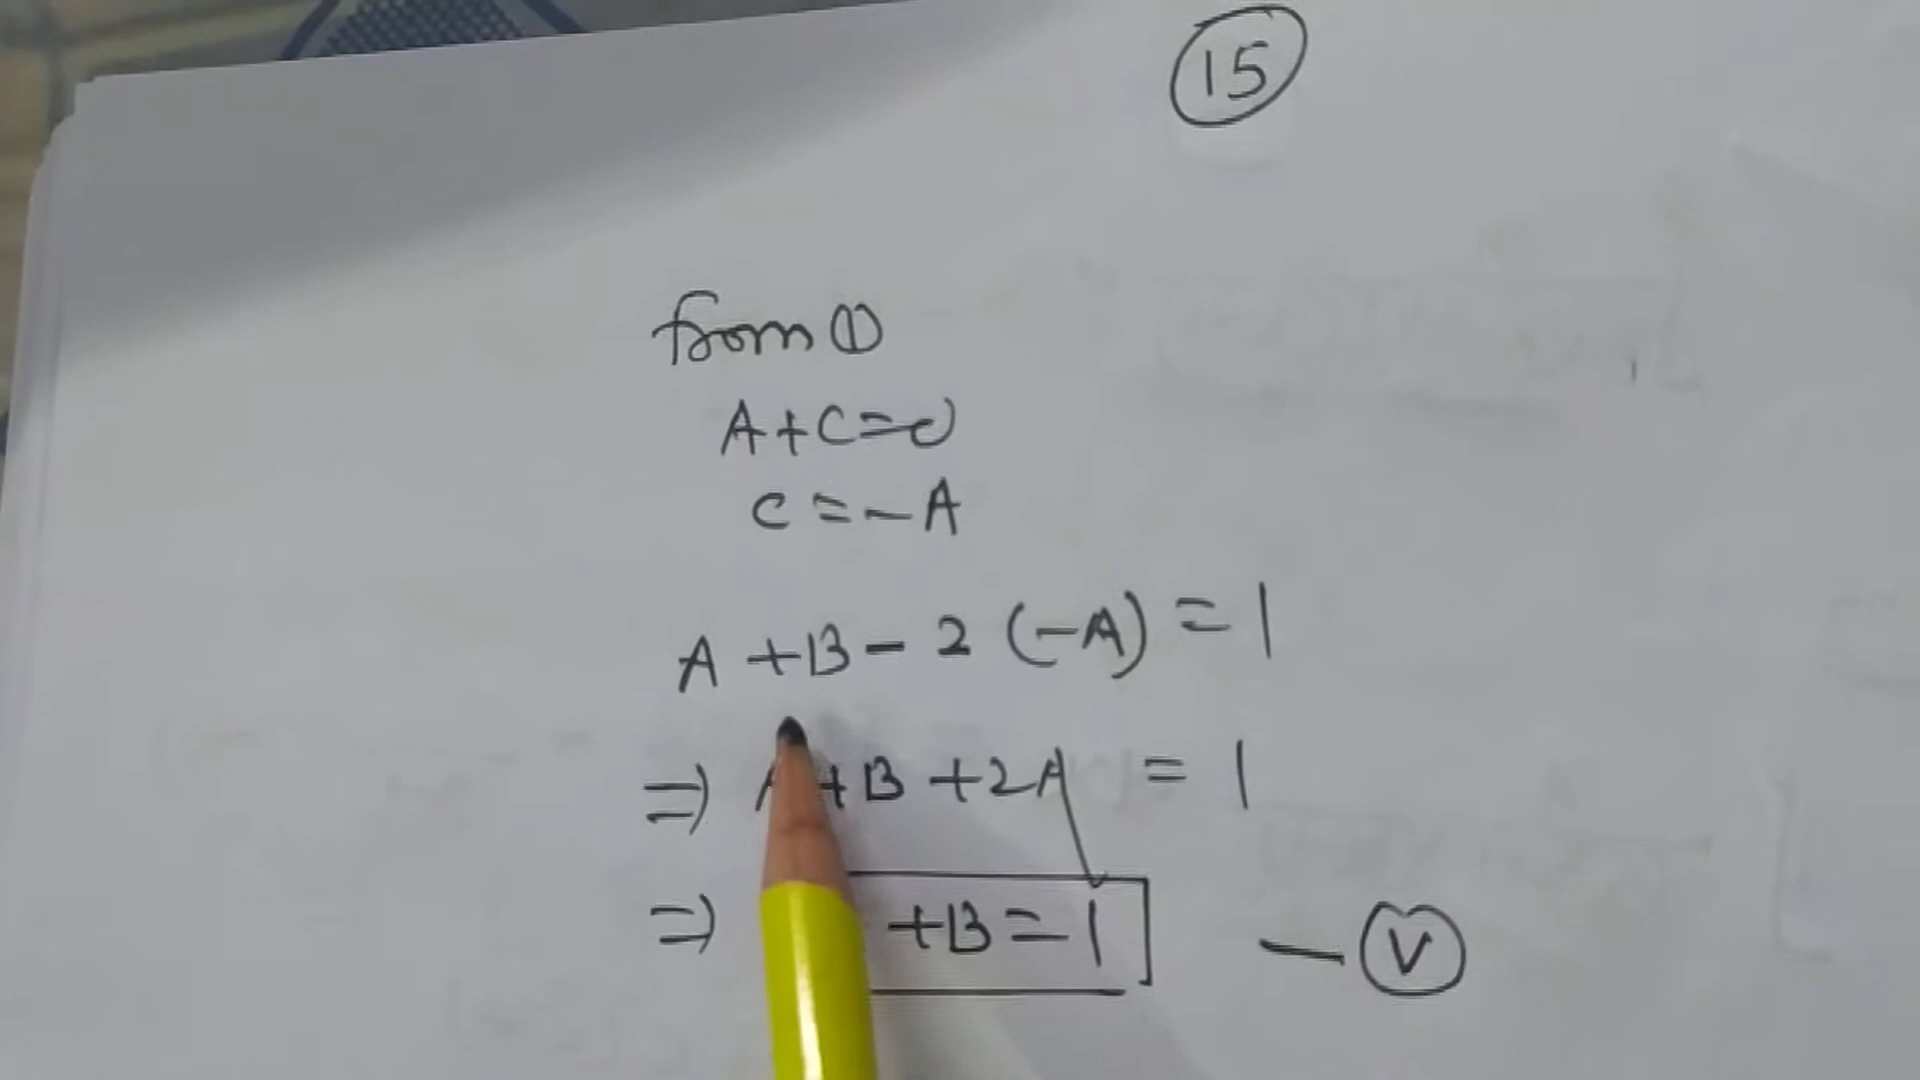 15
from ①
A+C=0
C=-A
A+B-2(-A)=1
⇒ A+B+2A = 1
⇒ +B=1 — Ⓥ